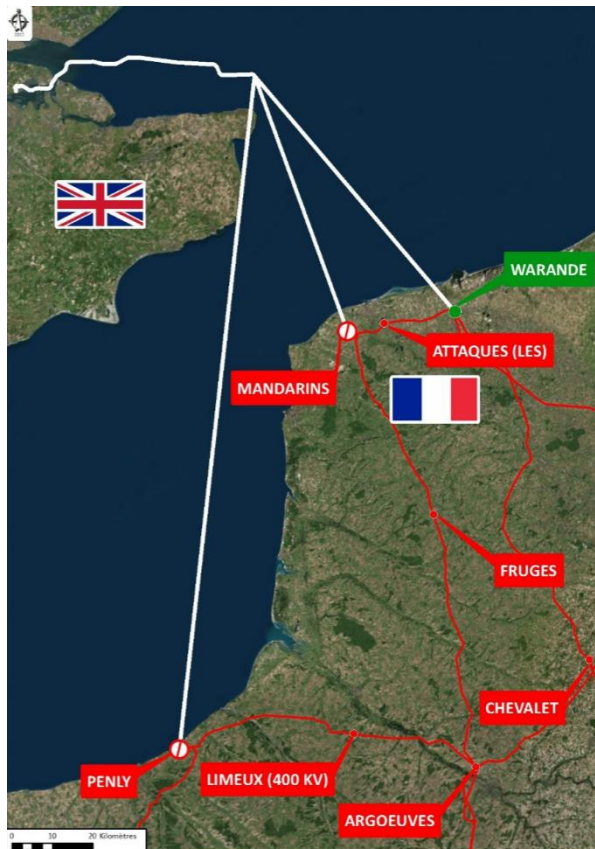 WARANDE
ATTAQUES (LES)
MANDARINS
FRUGES
CHEVALET
PENLY
LIMEUX (400 KV)
ARGOEUVES
0 10 20 Kilomètres